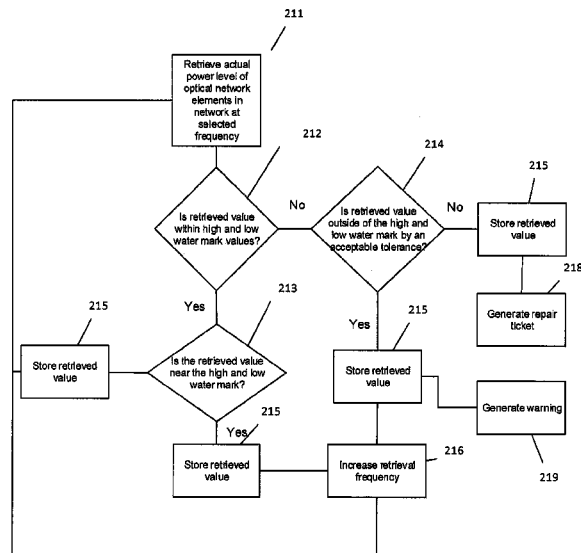 211
Retrieve actual
power level of
optical network
elements in
network at
selected
frequency
212
214
215
Is retrieved value
within high and low
water mark values?
No
Is retrieved value
outside of the high and
low water mark by an
acceptable tolerance?
No
Store retrieved
value
218
Generate repair
ticket
Yes
213
Yes
215
215
Store retrieved
value
Is the retrieved value
near the high and low
water mark?
Store retrieved
value
Generate warning
219
Yes
215
Store retrieved
value
Increase retrieval
frequency
216